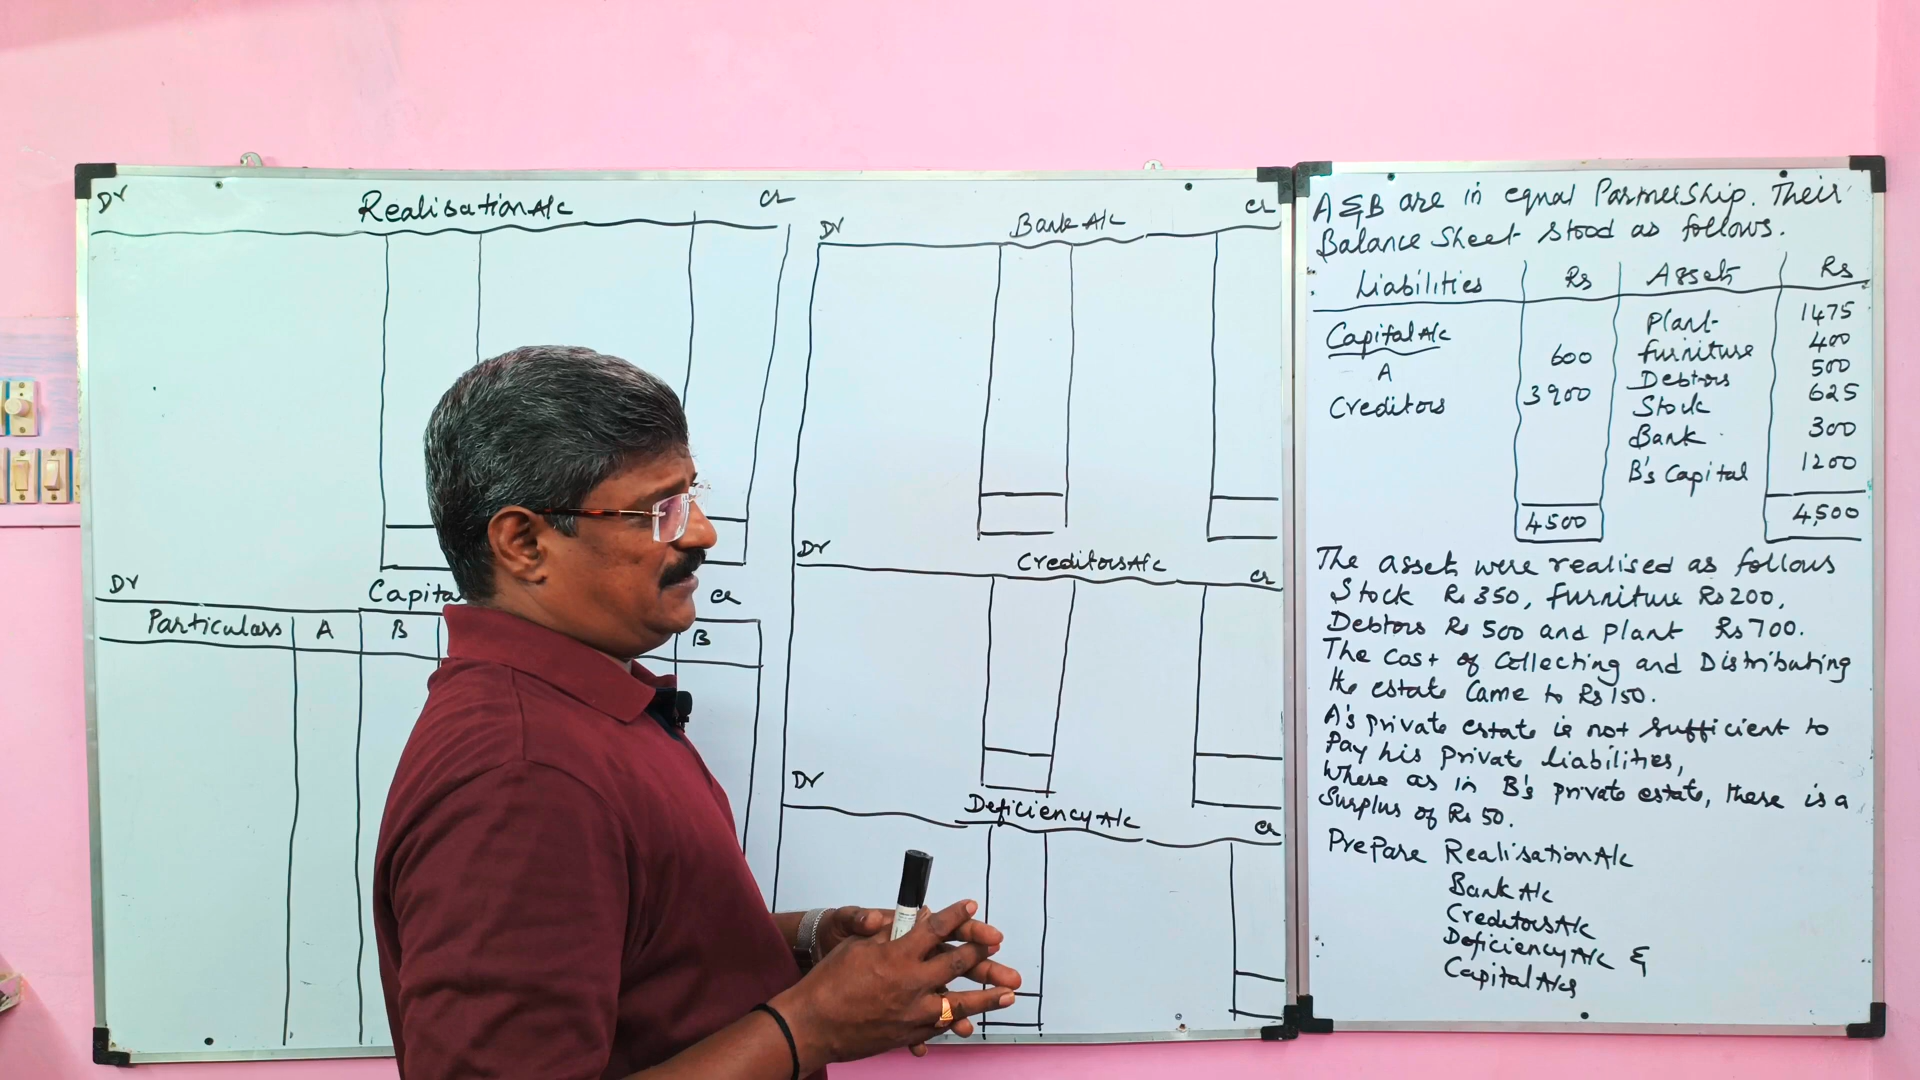 Dr Realisation A/c Cr
Dr Capita Cr
Particulars A B B
Dr Bank A/c Cr
Dr Creditors A/c Cr
Dr Deficiency A/c Cr
A & B are in equal Partnership. Their
Balance Sheet stood as follows.
Liabilities Rs Assets Rs
Capital A/c Plant 1475
A 600 furniture 400
Creditors 3900 Debtors 500
Stock 625
Bank 300
B's Capital 1200
4500 4,500
The assets were realised as follows
Stock Rs 350, furniture Rs 200,
Debtors Rs 500 and Plant Rs 700.
The cost of Collecting and Distributing
the estate Came to Rs 150.
A's private estate is not sufficient to
Pay his Private liabilities,
Where as in B's private estate, there is a
Surplus of Rs 50.
Prepare Realisation A/c
Bank A/c
Creditors A/c
Deficiency A/c &
Capital A/cs